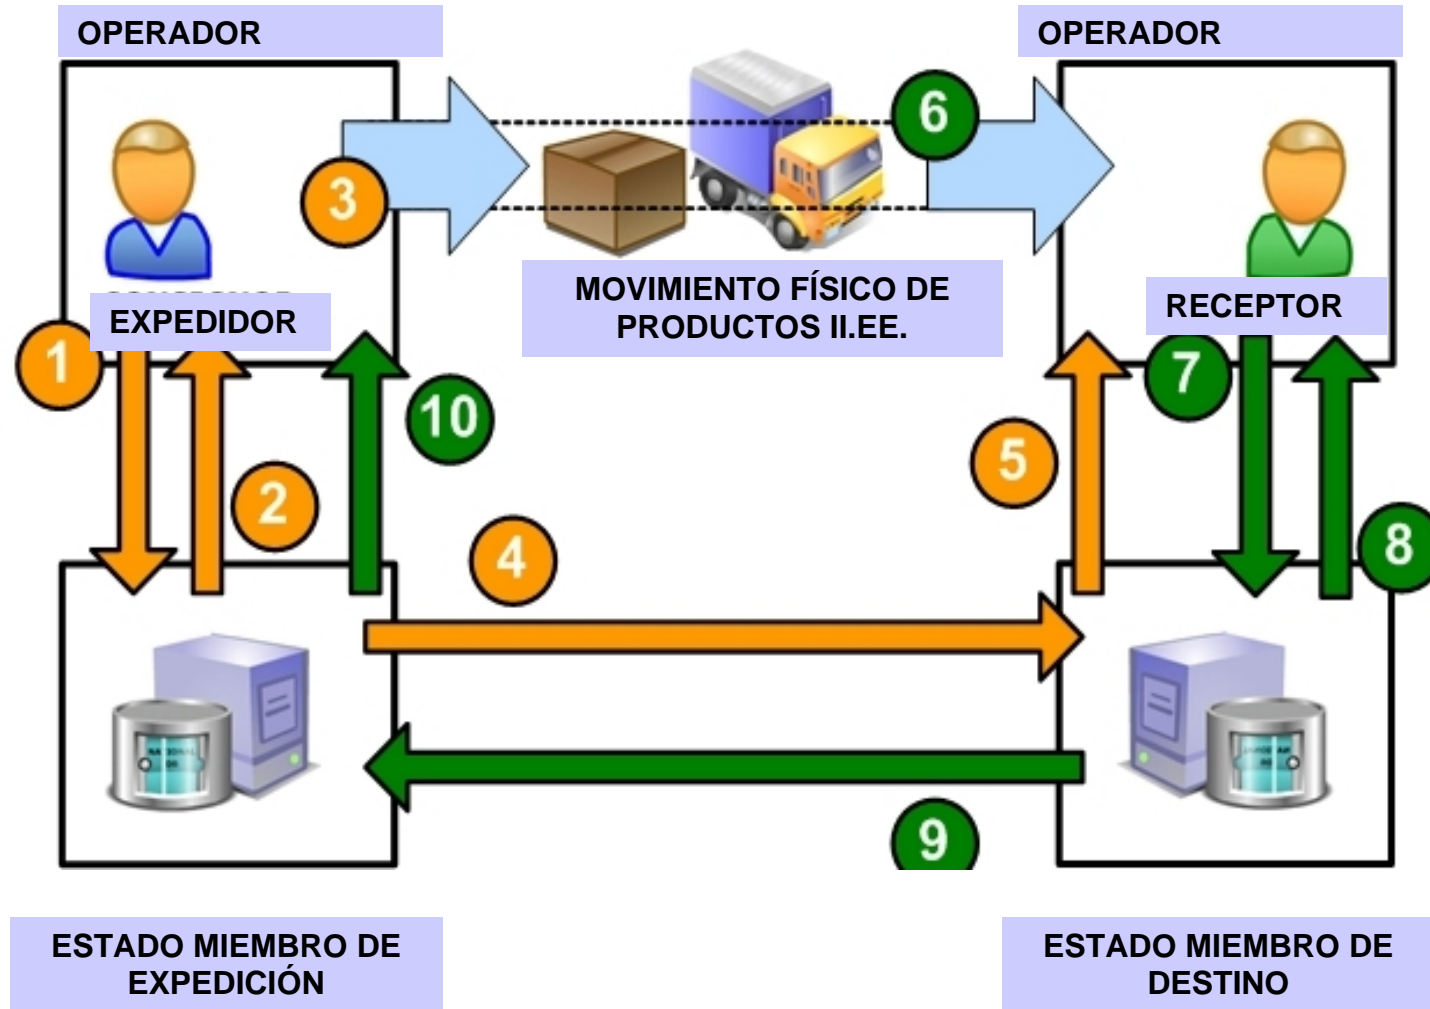 OPERADOR
OPERADOR
3
6
MOVIMIENTO FÍSICO DE
PRODUCTOS II.EE.
EXPEDIDOR
RECEPTOR
1
7
10
5
2
8
4
9
ESTADO MIEMBRO DE
EXPEDICIÓN
ESTADO MIEMBRO DE
DESTINO